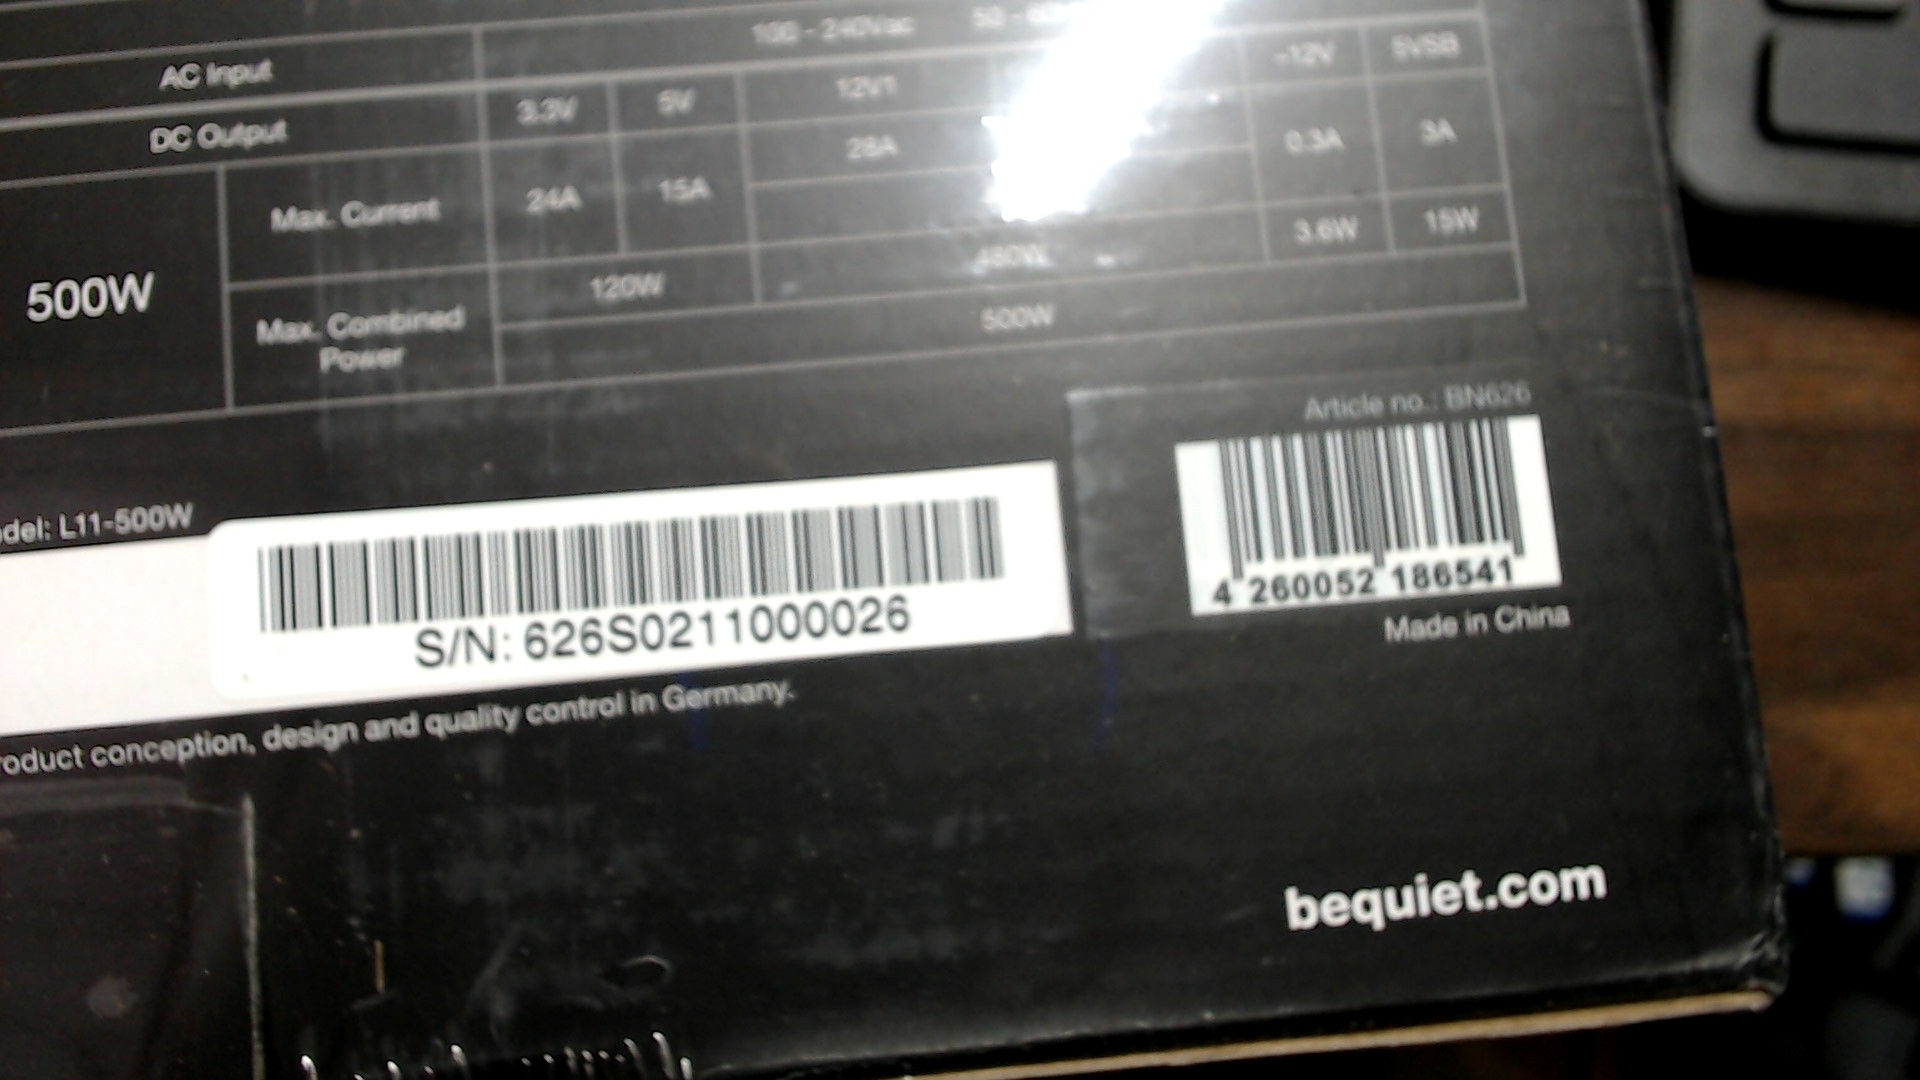 AC Input 100 - 240Vac
DC Output 3.3V 5V 12V1 -12V 5VSB
500W
Max. Current 24A 15A 28A 0.3A 3A
Max. Combined Power 120W 480W 3.6W 15W
500W
Article no.: BN626
L11-500W
S/N: 626S0211000026
4 260052 186541
Made in China
conception, design and quality control in Germany.
bequiet.com